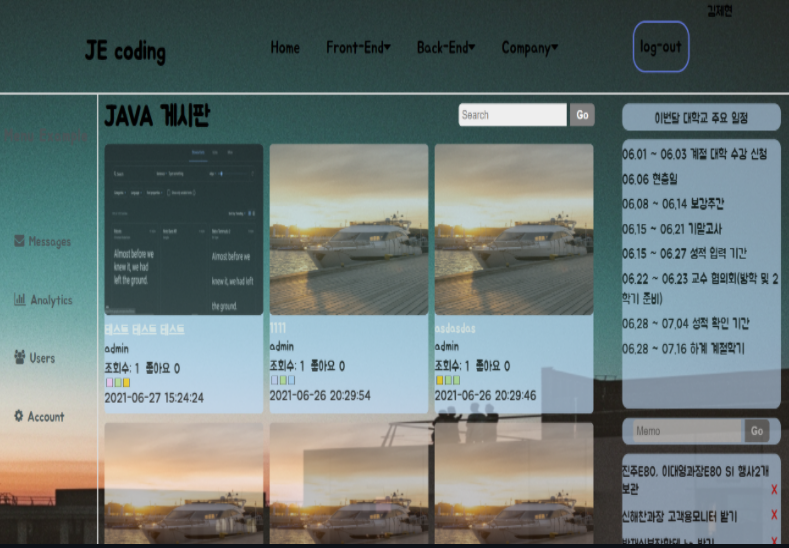 김제현
JE coding
Home Front-End▾ Back-End▾ Company▾
log-out
JAVA 게시판
Search Go
Messages
Analytics
Users
Account
Almost before we
knew it, we had
left the ground.
Almost before we
knew it, we had left
the ground.
테스트 테스트 테스트
admin
조회수: 1 좋아요 0
2021-06-27 15:24:24
1111
admin
조회수: 1 좋아요 0
2021-06-26 20:29:54
asdasdas
admin
조회수: 1 좋아요 0
2021-06-26 20:29:46
이번달 대학교 주요 일정
06.01 ~ 06.03 계절 대학 수강 신청
06.06 현충일
06.08 ~ 06.14 보강주간
06.15 ~ 06.21 기말고사
06.15 ~ 06.27 성적 입력 기간
06.22 ~ 06.23 교수 협의회(방학 및 2
학기 준비)
06.28 ~ 07.04 성적 확인 기간
06.28 ~ 07.16 하계 계절학기
Memo Go
진주E80, 이대영과장E80 SI 행사2개
보관 X
신해찬과장 고객용모니터 받기 X